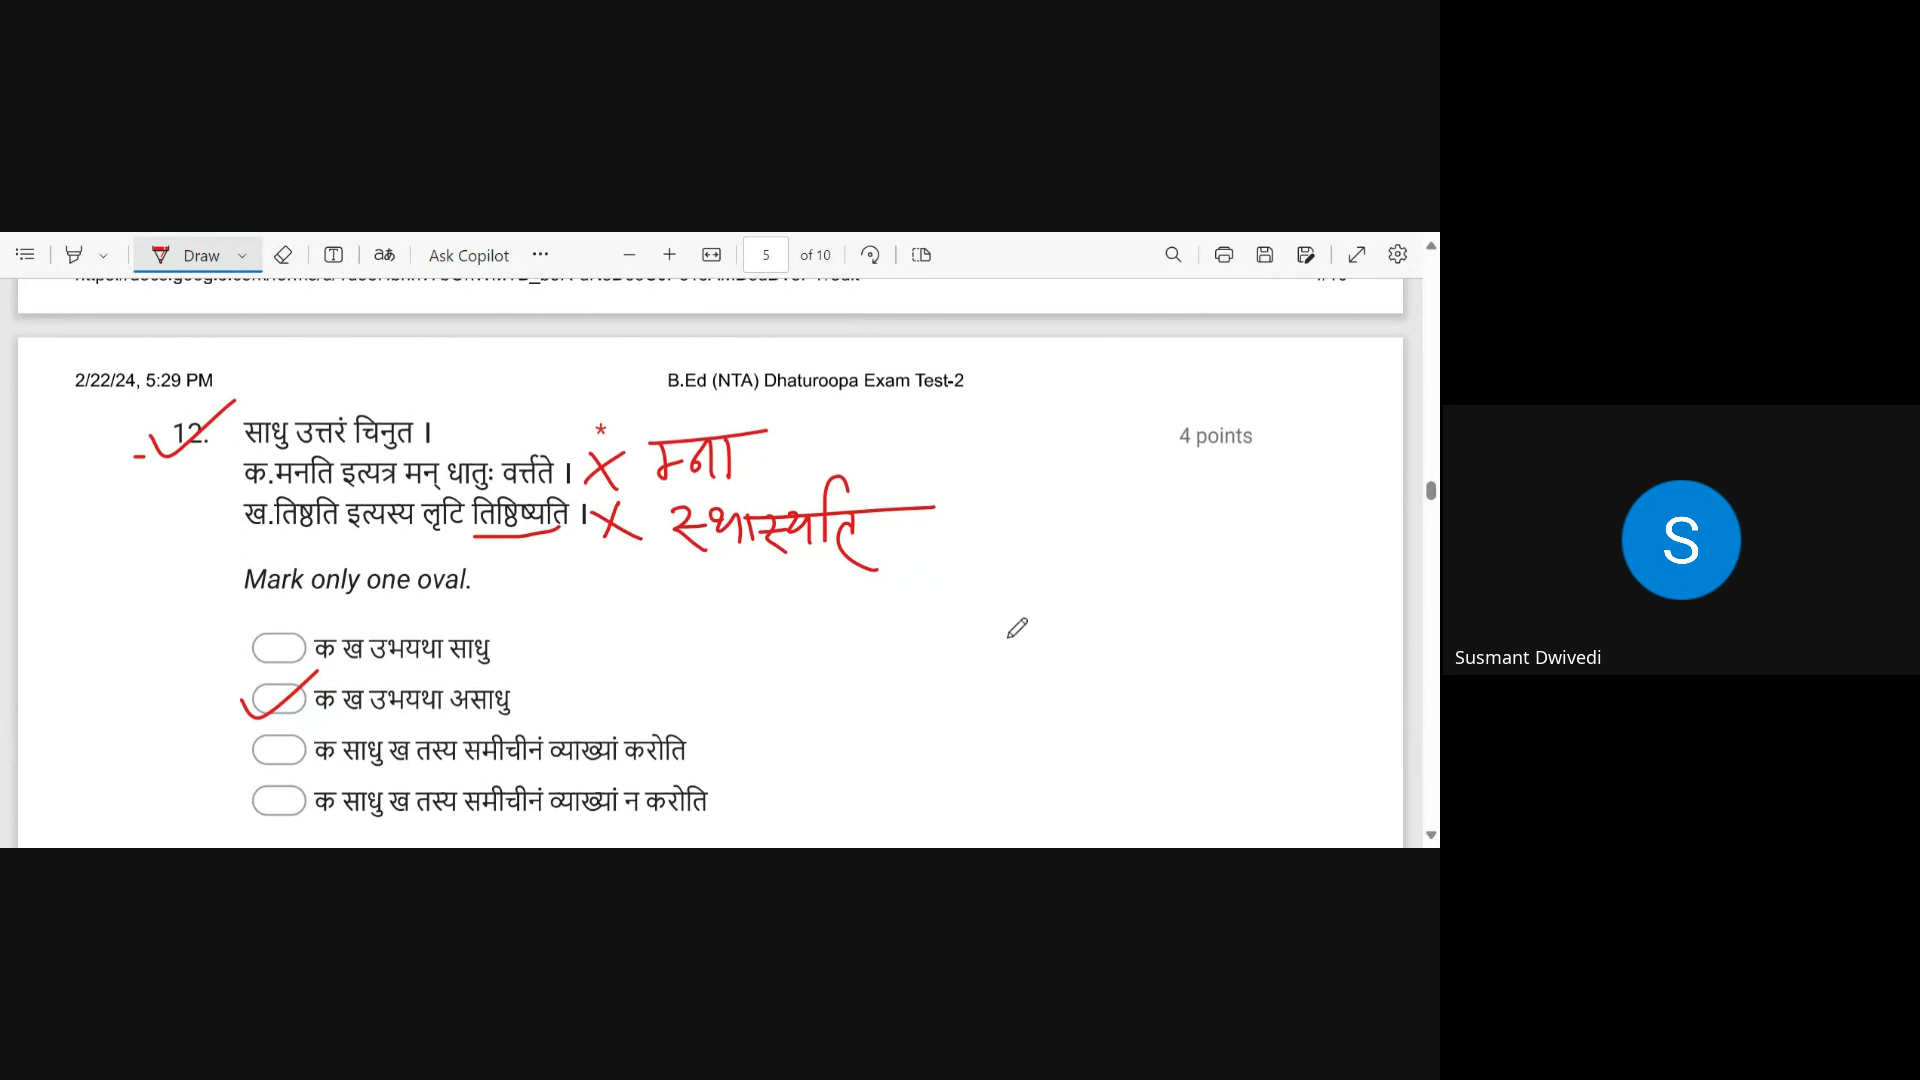 Draw
Ask Copilot
5 of 10
2/22/24, 5:29 PM
B.Ed (NTA) Dhaturoopa Exam Test-2
12. साधु उत्तरं चिनुत । *
4 points
क.मनति इत्यत्र मन् धातुः वर्त्तते । X म्ना
ख.तिष्ठति इत्यस्य लृटि तिष्ठिष्यति । X स्थास्यति
Mark only one oval.
क ख उभयथा साधु
क ख उभयथा असाधु
क साधु ख तस्य समीचीनं व्याख्यां करोति
क साधु ख तस्य समीचीनं व्याख्यां न करोति
S
Susmant Dwivedi